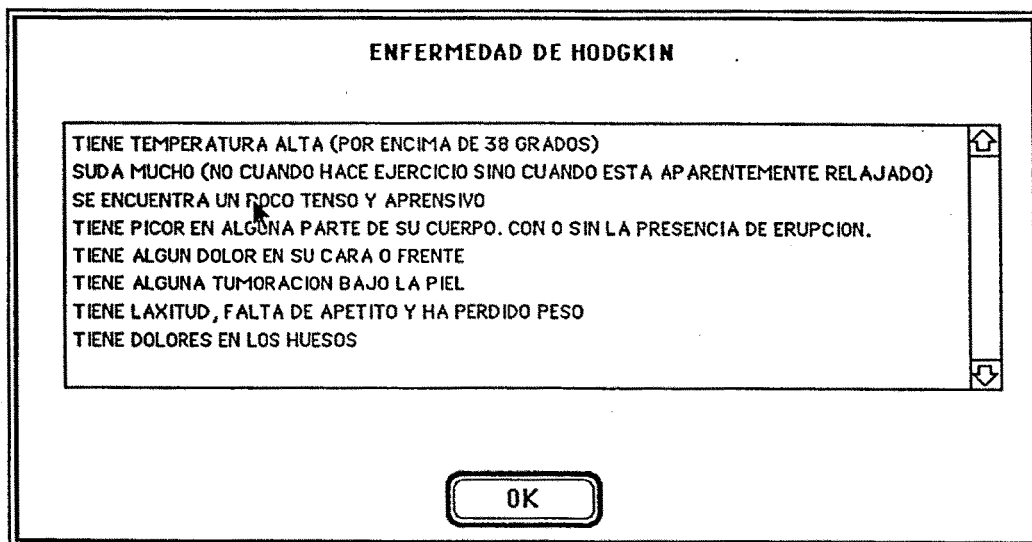 ENFERMEDAD DE HODGKIN
TIENE TEMPERATURA ALTA (POR ENCIMA DE 38 GRADOS)
SUDA MUCHO (NO CUANDO HACE EJERCICIO SINO CUANDO ESTA APARENTEMENTE RELAJADO)
SE ENCUENTRA UN POCO TENSO Y APRENSIVO
TIENE PICOR EN ALGUNA PARTE DE SU CUERPO. CON O SIN LA PRESENCIA DE ERUPCION.
TIENE ALGUN DOLOR EN SU CARA O FRENTE
TIENE ALGUNA TUMORACION BAJO LA PIEL
TIENE LAXITUD, FALTA DE APETITO Y HA PERDIDO PESO
TIENE DOLORES EN LOS HUESOS
OK